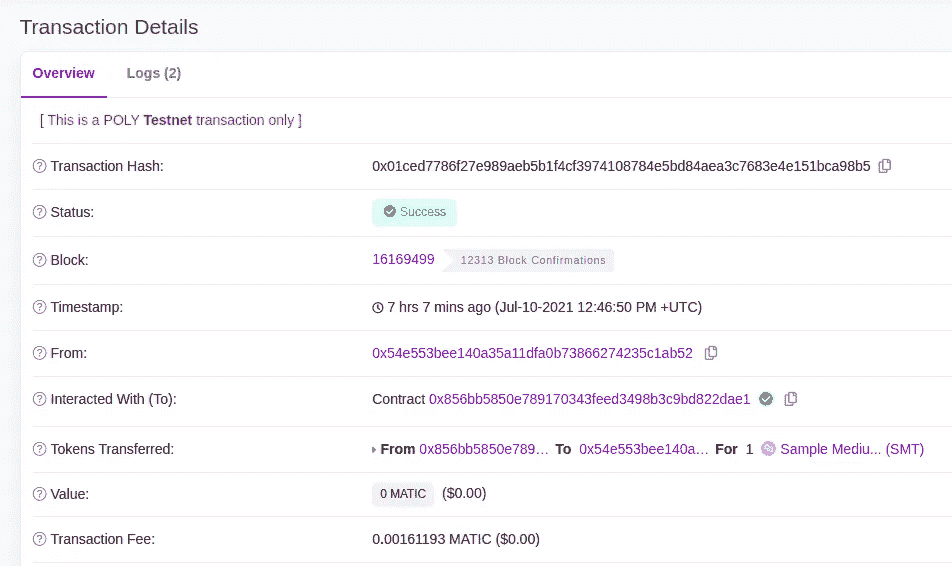 Transaction Details
Overview Logs (2)
[ This is a POLY Testnet transaction only ]
Transaction Hash: 0x01ced7786f27e989aeb5b1f4cf3974108784e5bd84aea3c7683e4e151bca98b5
Status: Success
Block: 16169499 12313 Block Confirmations
Timestamp: 7 hrs 7 mins ago (Jul-10-2021 12:46:50 PM +UTC)
From: 0x54e553bee140a35a11dfa0b73866274235c1ab52
Interacted With (To): Contract 0x856bb5850e789170343feed3498b3c9bd822dae1
Tokens Transferred: From 0x856bb5850e789... To 0x54e553bee140a... For 1 Sample Mediu... (SMT)
Value: 0 MATIC ($0.00)
Transaction Fee: 0.00161193 MATIC ($0.00)